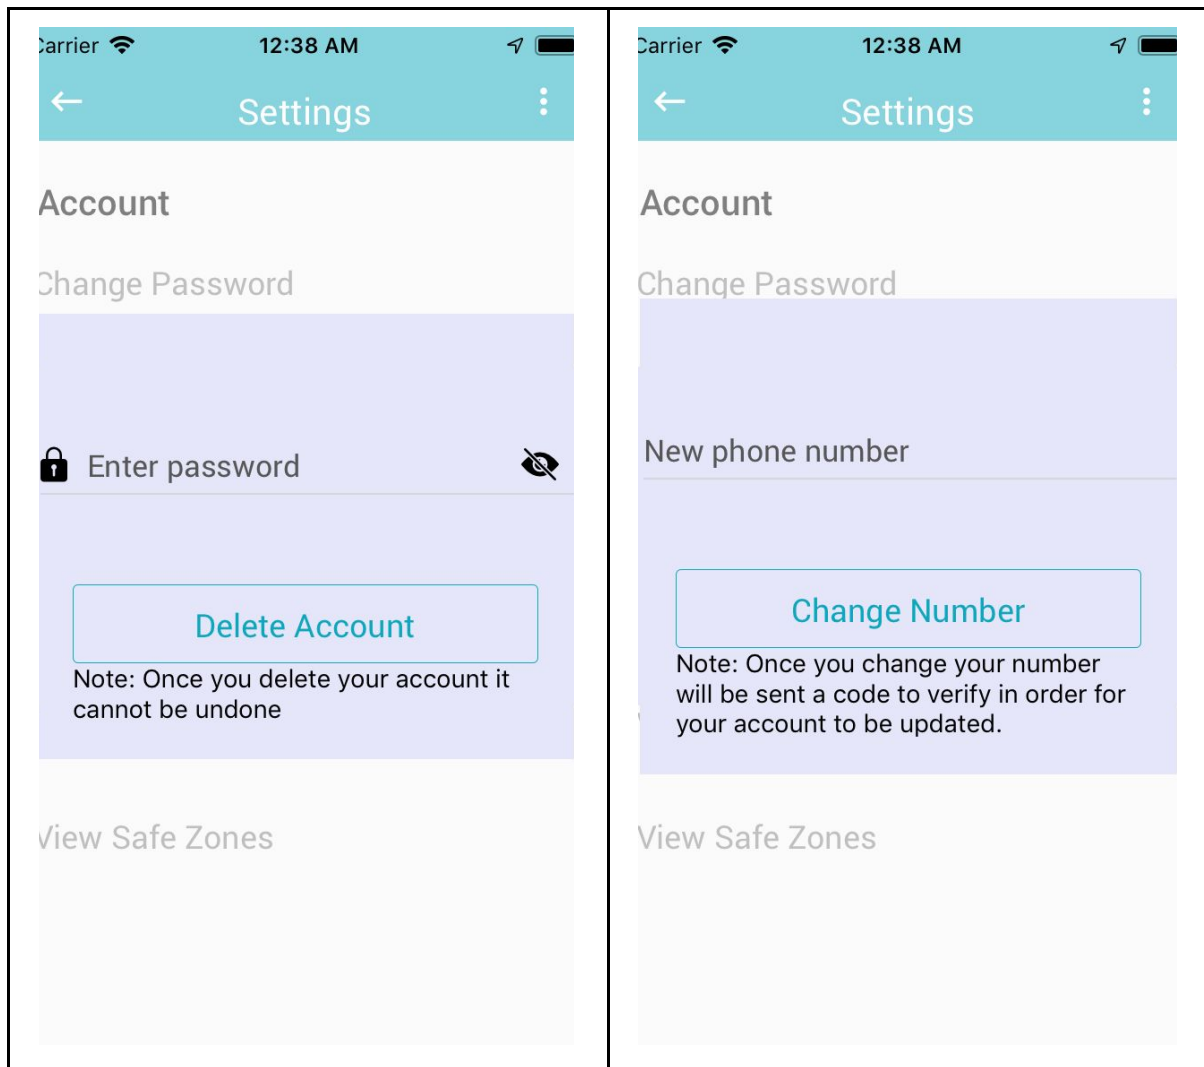 Carrier 12:38 AM
Settings
Account
Change Password
Enter password
Delete Account
Note: Once you delete your account it
cannot be undone
View Safe Zones
Carrier 12:38 AM
Settings
Account
Change Password
New phone number
Change Number
Note: Once you change your number
will be sent a code to verify in order for
your account to be updated.
View Safe Zones